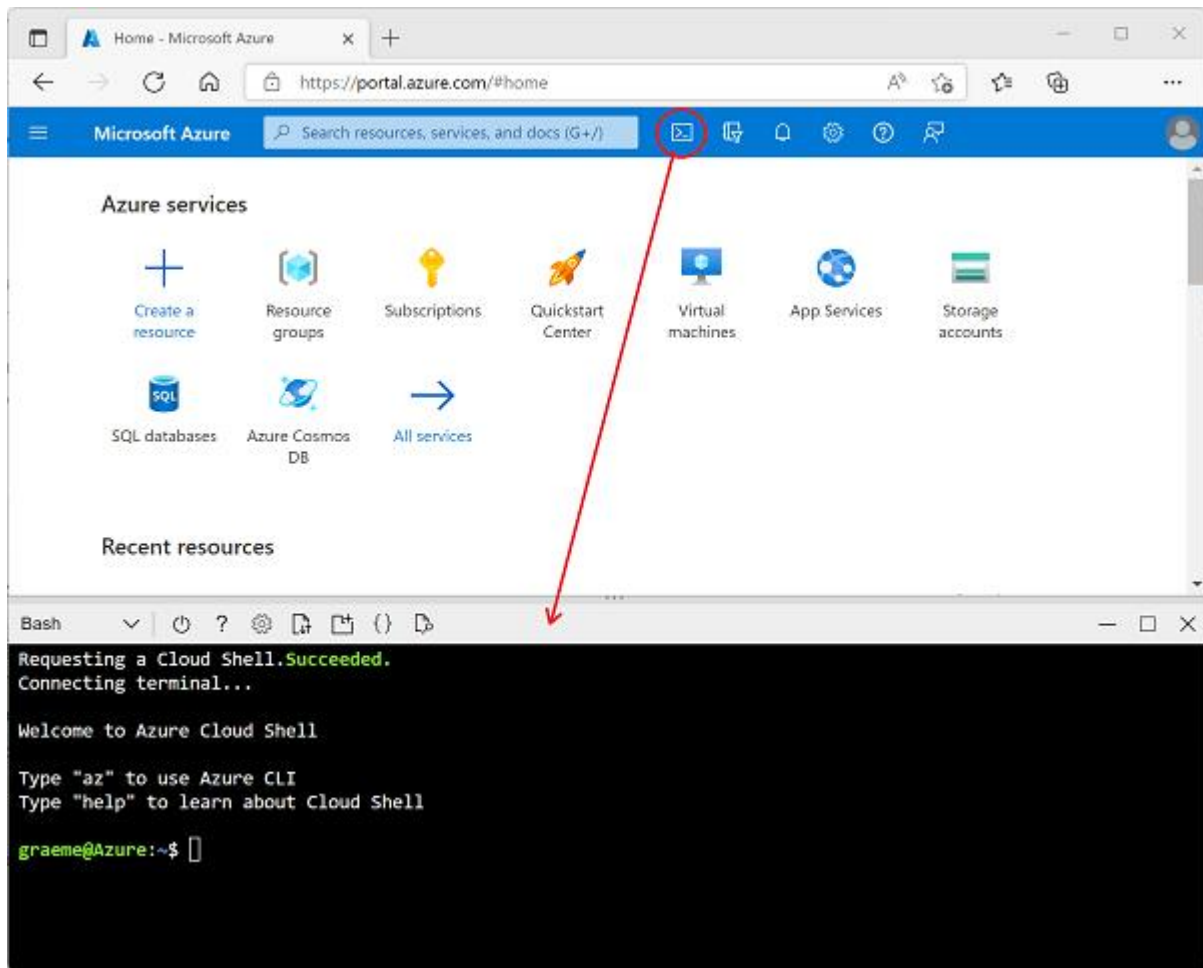 Home - Microsoft Azure
https://portal.azure.com/#home
Microsoft Azure
Search resources, services, and docs (G+/)
Azure services
Create a resource
Resource groups
Subscriptions
Quickstart Center
Virtual machines
App Services
Storage accounts
SQL
SQL databases
Azure Cosmos DB
All services
Recent resources
Bash
Requesting a Cloud Shell.Succeeded.
Connecting terminal...
Welcome to Azure Cloud Shell
Type "az" to use Azure CLI
Type "help" to learn about Cloud Shell
graeme@Azure:~$